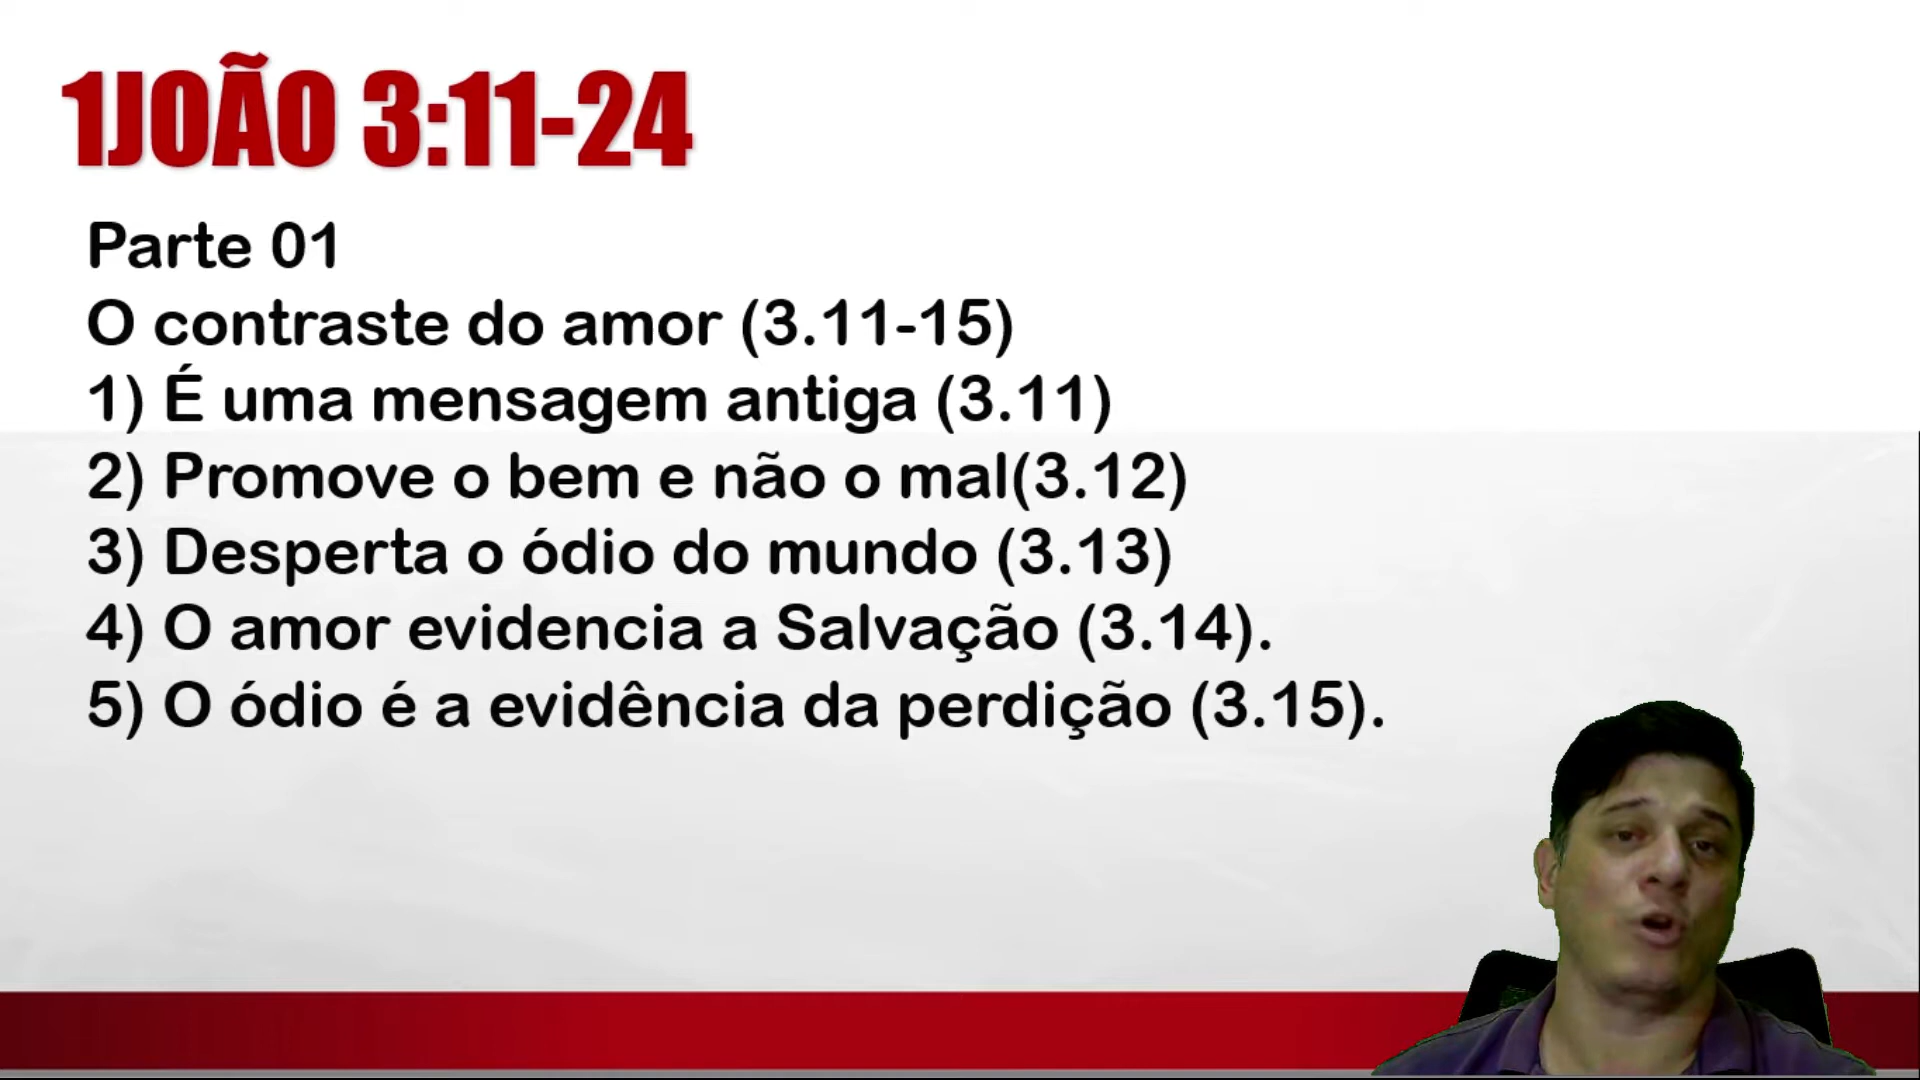 1JOÃO 3:11-24
Parte 01
O contraste do amor (3.11-15)
1) É uma mensagem antiga (3.11)
2) Promove o bem e não o mal(3.12)
3) Desperta o ódio do mundo (3.13)
4) O amor evidencia a Salvação (3.14).
5) O ódio é a evidência da perdição (3.15).